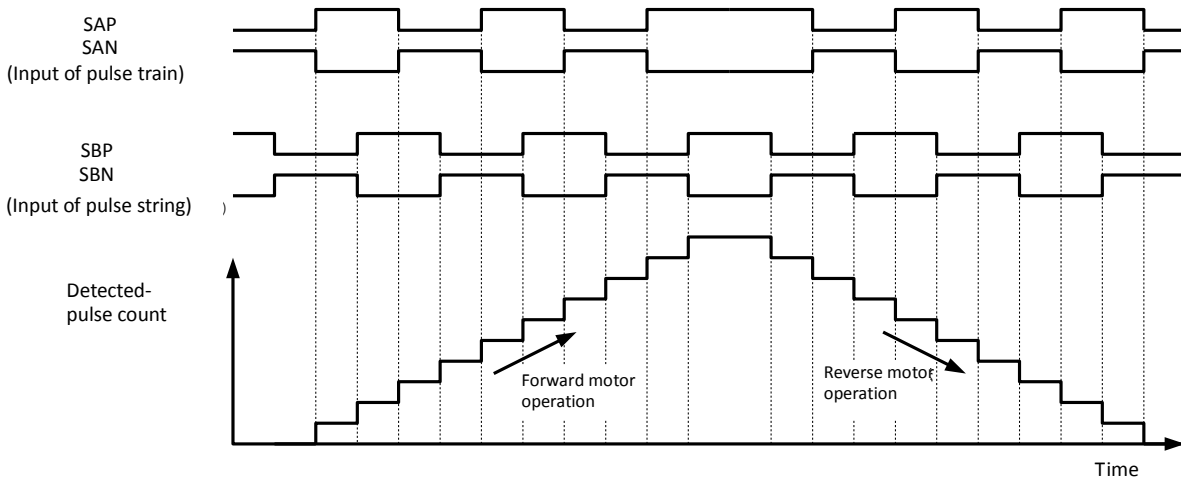 SAP
SAN
(Input of pulse train)
SBP
SBN
(Input of pulse string)
)
Detected-
pulse count
Forward motor
operation
Reverse motor
operation
Time